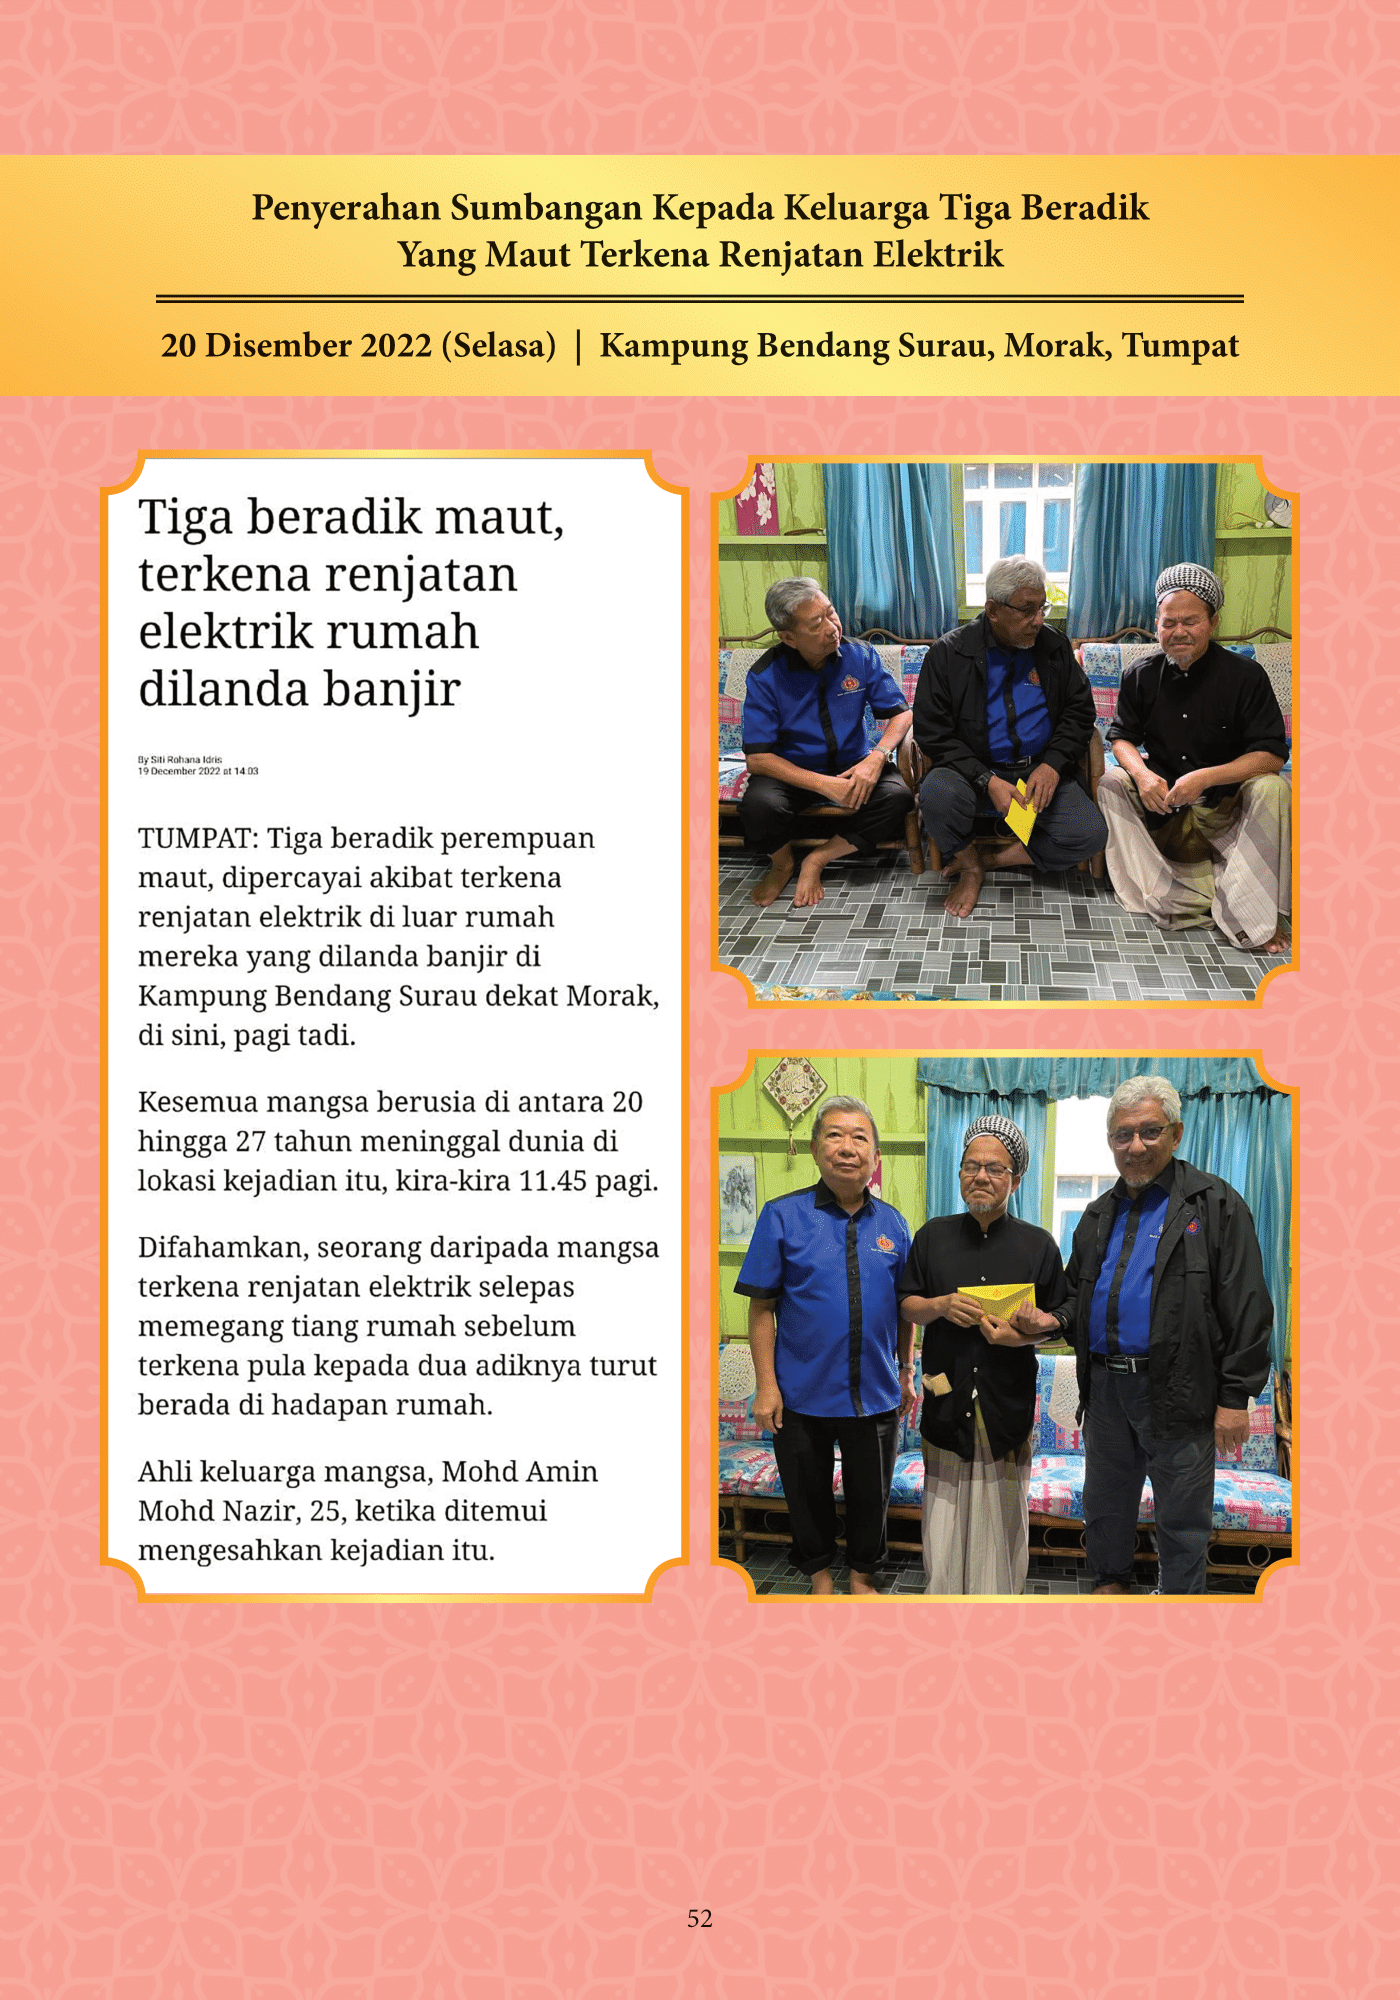 Penyerahan Sumbangan Kepada Keluarga Tiga Beradik
Yang Maut Terkena Renjatan Elektrik
20 Disember 2022 (Selasa) | Kampung Bendang Surau, Morak, Tumpat
Tiga beradik maut,
terkena renjatan
elektrik rumah
dilanda banjir
By Siti Rohana Idris
19 December 2022 at 14:03
TUMPAT: Tiga beradik perempuan
maut, dipercayai akibat terkena
renjatan elektrik di luar rumah
mereka yang dilanda banjir di
Kampung Bendang Surau dekat Morak,
di sini, pagi tadi.
Kesemua mangsa berusia di antara 20
hingga 27 tahun meninggal dunia di
lokasi kejadian itu, kira-kira 11.45 pagi.
Difahamkan, seorang daripada mangsa
terkena renjatan elektrik selepas
memegang tiang rumah sebelum
terkena pula kepada dua adiknya turut
berada di hadapan rumah.
Ahli keluarga mangsa, Mohd Amin
Mohd Nazir, 25, ketika ditemui
mengesahkan kejadian itu.
52